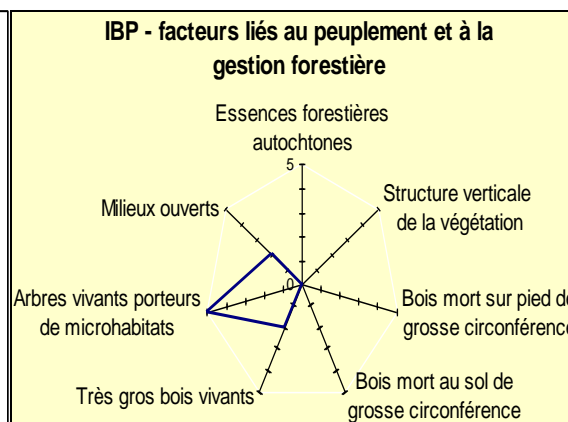 IBP - facteurs liés au peuplement et à la
gestion forestière
Essences forestières
autochtones
5
Milieux ouverts
Structure verticale
de la végétation
0
Arbres vivants porteurs
de microhabitats
Bois mort sur pied de
grosse circonférence
Très gros bois vivants
Bois mort au sol de
grosse circonférence